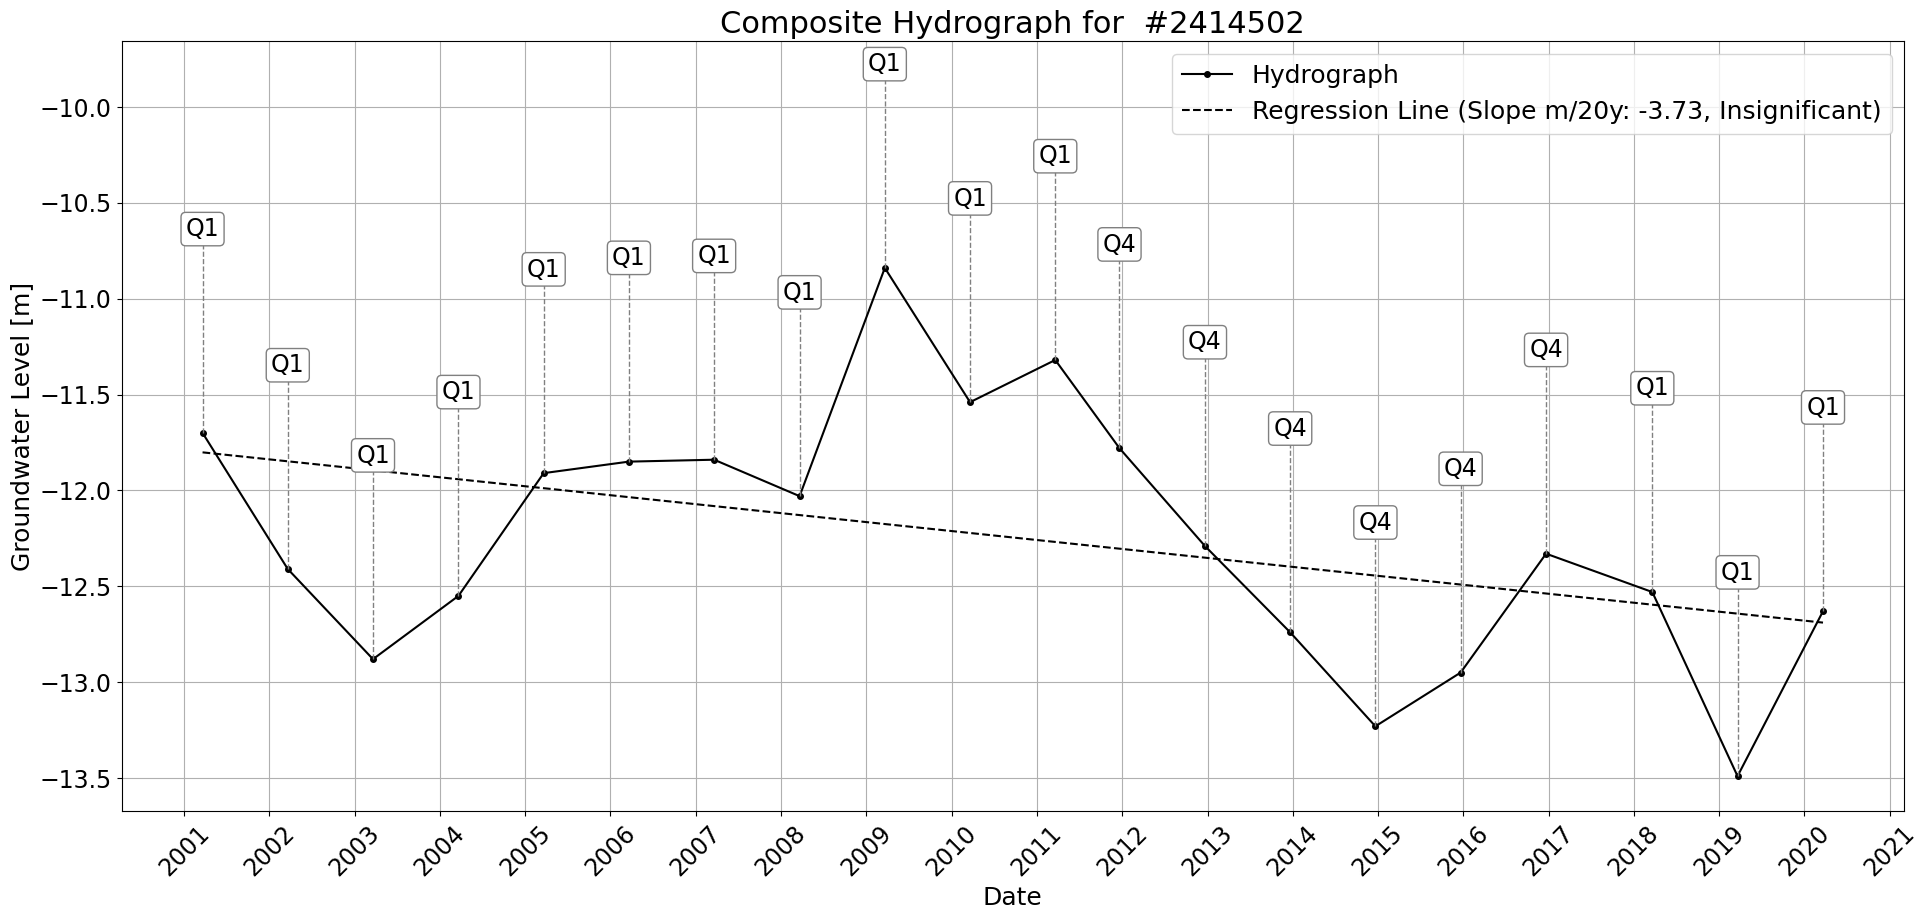 Composite Hydrograph for  #2414502
Hydrograph
Regression Line (Slope m/20y: -3.73, Insignificant)
Groundwater Level [m]
−10.0
−10.5
−11.0
−11.5
−12.0
−12.5
−13.0
−13.5
Q1
Q1
Q1
Q1
Q1
Q1
Q1
Q1
Q1
Q1
Q1
Q4
Q4
Q4
Q4
Q4
Q4
Q1
Q1
Q1
2001
2002
2003
2004
2005
2006
2007
2008
2009
2010
2011
2012
2013
2014
2015
2016
2017
2018
2019
2020
2021
Date